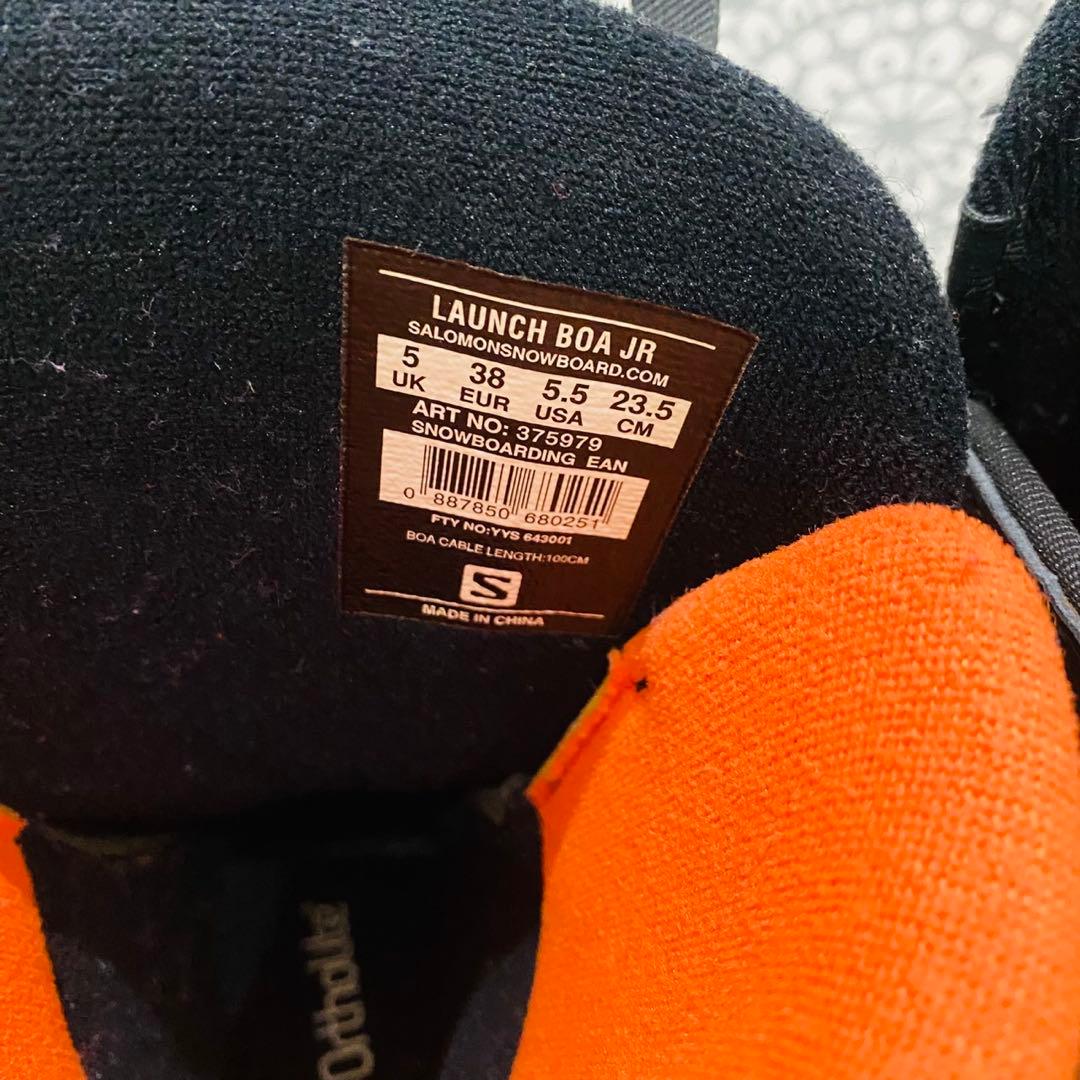 LAUNCH BOA JR
SALOMONSNOWBOARD.COM
5 38 5.5 23.5
UK EUR USA CM
ART NO: 375979
SNOWBOARDING EAN
0 887850 680251
FTY NO:YYS 643001
BOA CABLE LENGTH:100CM
S
MADE IN CHINA
Ortholite